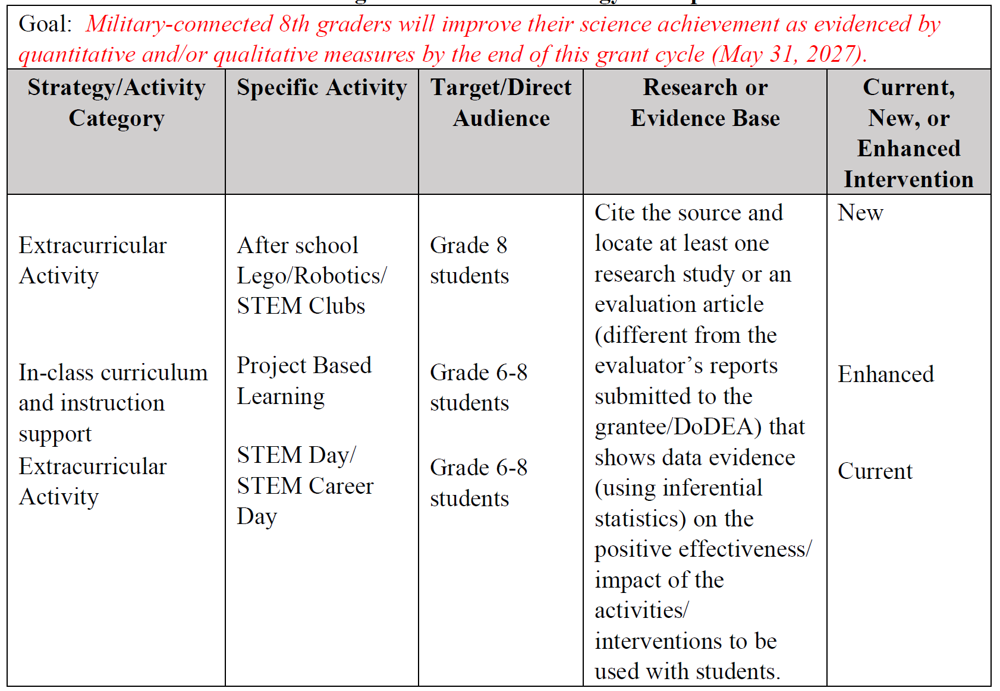 Goal: Military-connected 8th graders will improve their science achievement as evidenced by
quantitative and/or qualitative measures by the end of this grant cycle (May 31, 2027).
Strategy/Activity
Category
Specific Activity
Target/Direct
Audience
Research or
Evidence Base
Current,
New, or
Enhanced
Intervention
Extracurricular
Activity
After school
Lego/Robotics/
STEM Clubs
Grade 8
students
In-class curriculum
and instruction
support
Project Based
Learning
Grade 6-8
students
Extracurricular
Activity
STEM Day/
STEM Career
Day
Grade 6-8
students
Cite the source and
locate at least one
research study or an
evaluation article
(different from the
evaluator’s reports
submitted to the
grantee/DoDEA) that
shows data evidence
(using inferential
statistics) on the
positive effectiveness/
impact of the
activities/
interventions to be
used with students.
New
Enhanced
Current